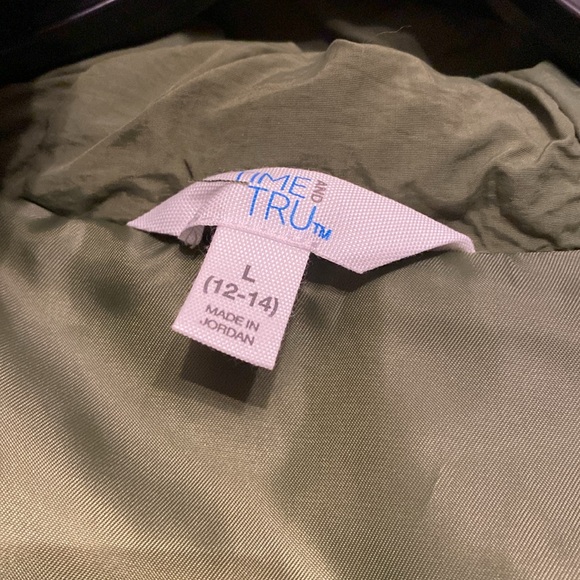 TIME AND
TRU™
L
(12-14)
MADE IN
JORDAN